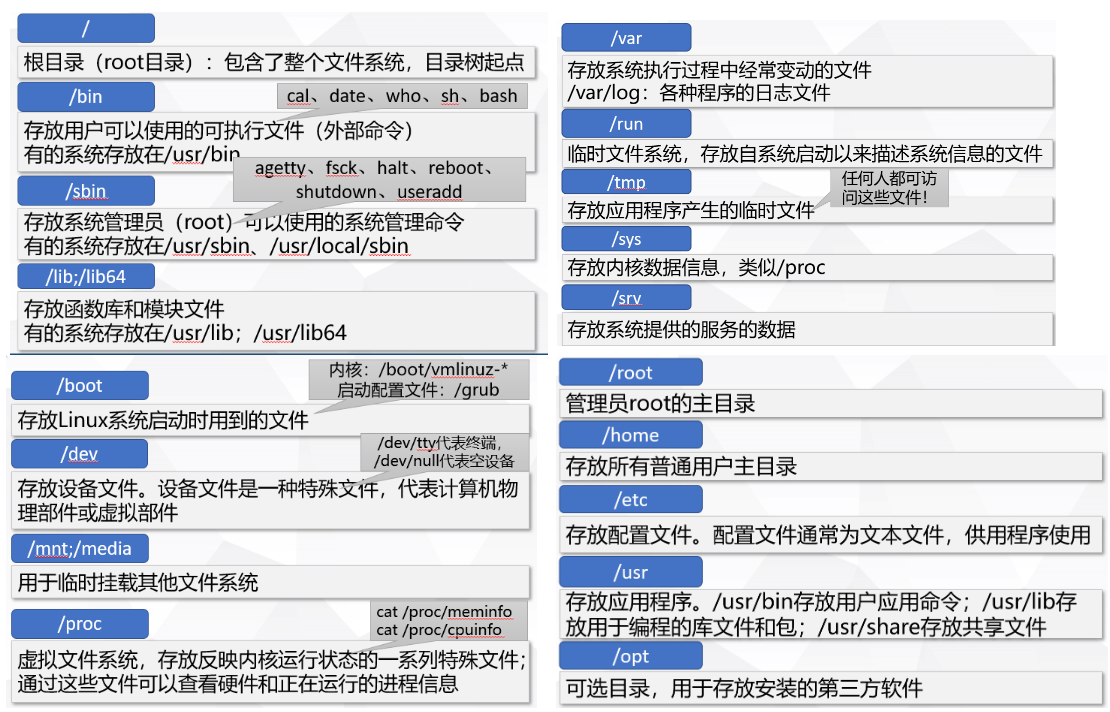 /
根目录（root目录）：包含了整个文件系统，目录树起点
/bin
cal、date、who、sh、bash
存放用户可以使用的可执行文件（外部命令）
有的系统存放在/usr/bin
agetty、fsck、halt、reboot、
shutdown、useradd
/sbin
存放系统管理员（root）可以使用的系统管理命令
有的系统存放在/usr/sbin、/usr/local/sbin
/lib;/lib64
存放函数库和模块文件
有的系统存放在/usr/lib；/usr/lib64
/var
存放系统执行过程中经常变动的文件
/var/log：各种程序的日志文件
/run
临时文件系统，存放自系统启动以来描述系统信息的文件
/tmp
任何人都可访
问这些文件！
存放应用程序产生的临时文件
/sys
存放内核数据信息，类似/proc
/srv
存放系统提供的服务的数据
/boot
内核：/boot/vmlinuz-*
启动配置文件：/grub
存放Linux系统启动时用到的文件
/dev
/dev/tty代表终端，
/dev/null代表空设备
存放设备文件。设备文件是一种特殊文件，代表计算机物
理部件或虚拟部件
/mnt;/media
用于临时挂载其他文件系统
/proc
cat /proc/meminfo
cat /proc/cpuinfo
虚拟文件系统，存放反映内核运行状态的一系列特殊文件；
通过这些文件可以查看硬件和正在运行的进程信息
/root
管理员root的主目录
/home
存放所有普通用户主目录
/etc
存放配置文件。配置文件通常为文本文件，供用程序使用
/usr
存放应用程序。/usr/bin存放用户应用命令；/usr/lib存
放用于编程的库文件和包；/usr/share存放共享文件
/opt
可选目录，用于存放安装的第三方软件